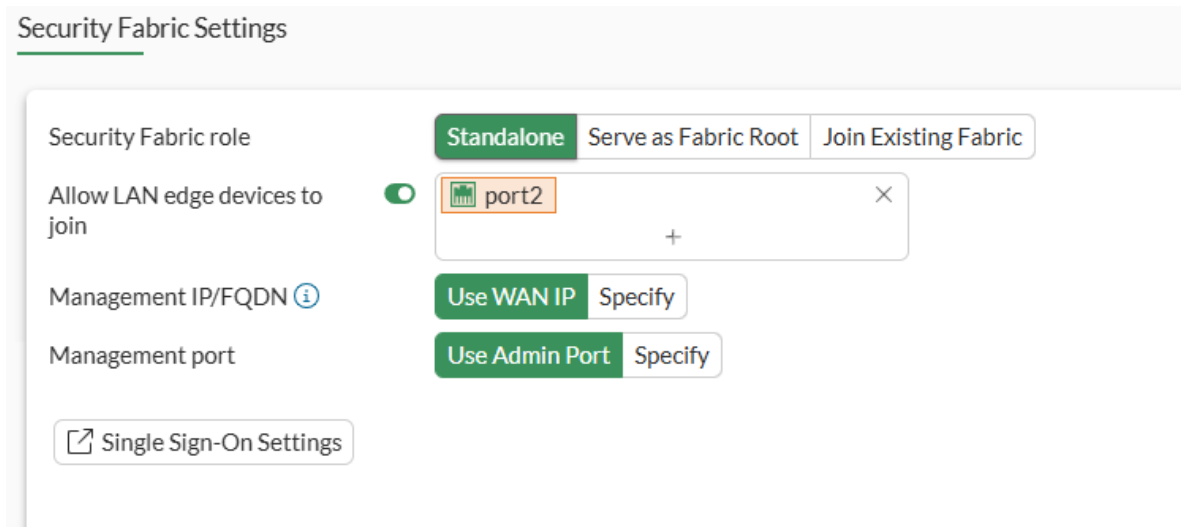 Security Fabric Settings
Security Fabric role
Standalone Serve as Fabric Root Join Existing Fabric
Allow LAN edge devices to
join
port2
Management IP/FQDN
Use WAN IP Specify
Management port
Use Admin Port Specify
Single Sign-On Settings